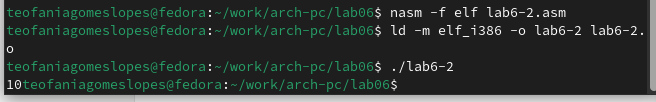 teofaniagomeslopes@fedora:~/work/arch-pc/lab06$ nasm -f elf lab6-2.asm
teofaniagomeslopes@fedora:~/work/arch-pc/lab06$ ld -m elf_i386 -o lab6-2 lab6-2.
o
teofaniagomeslopes@fedora:~/work/arch-pc/lab06$ ./lab6-2
10teofaniagomeslopes@fedora:~/work/arch-pc/lab06$